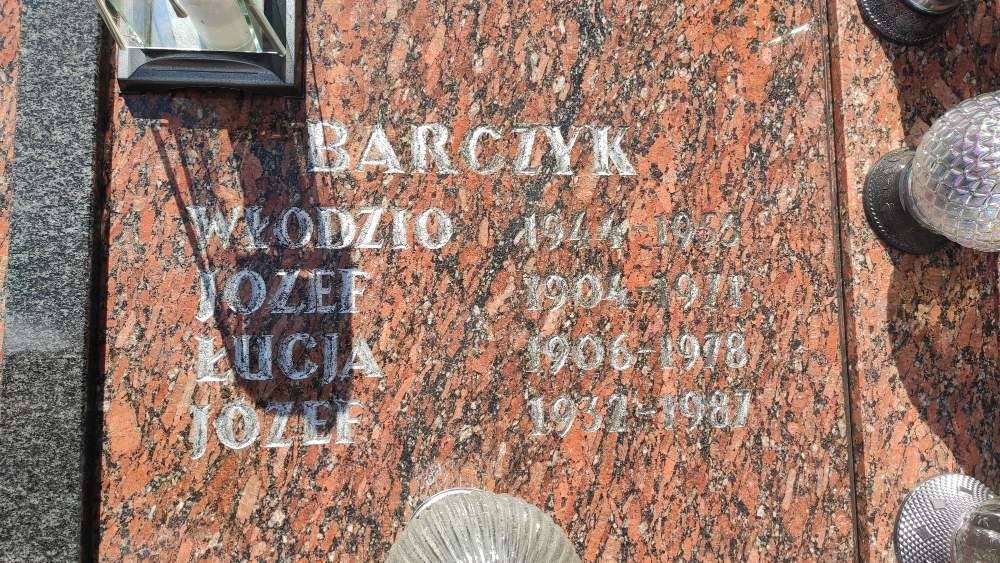 BARCZYK
WŁODZIO
JOZEF 1904-1971
ŁUCJA 1906-1978
JOZEF 1932-1987